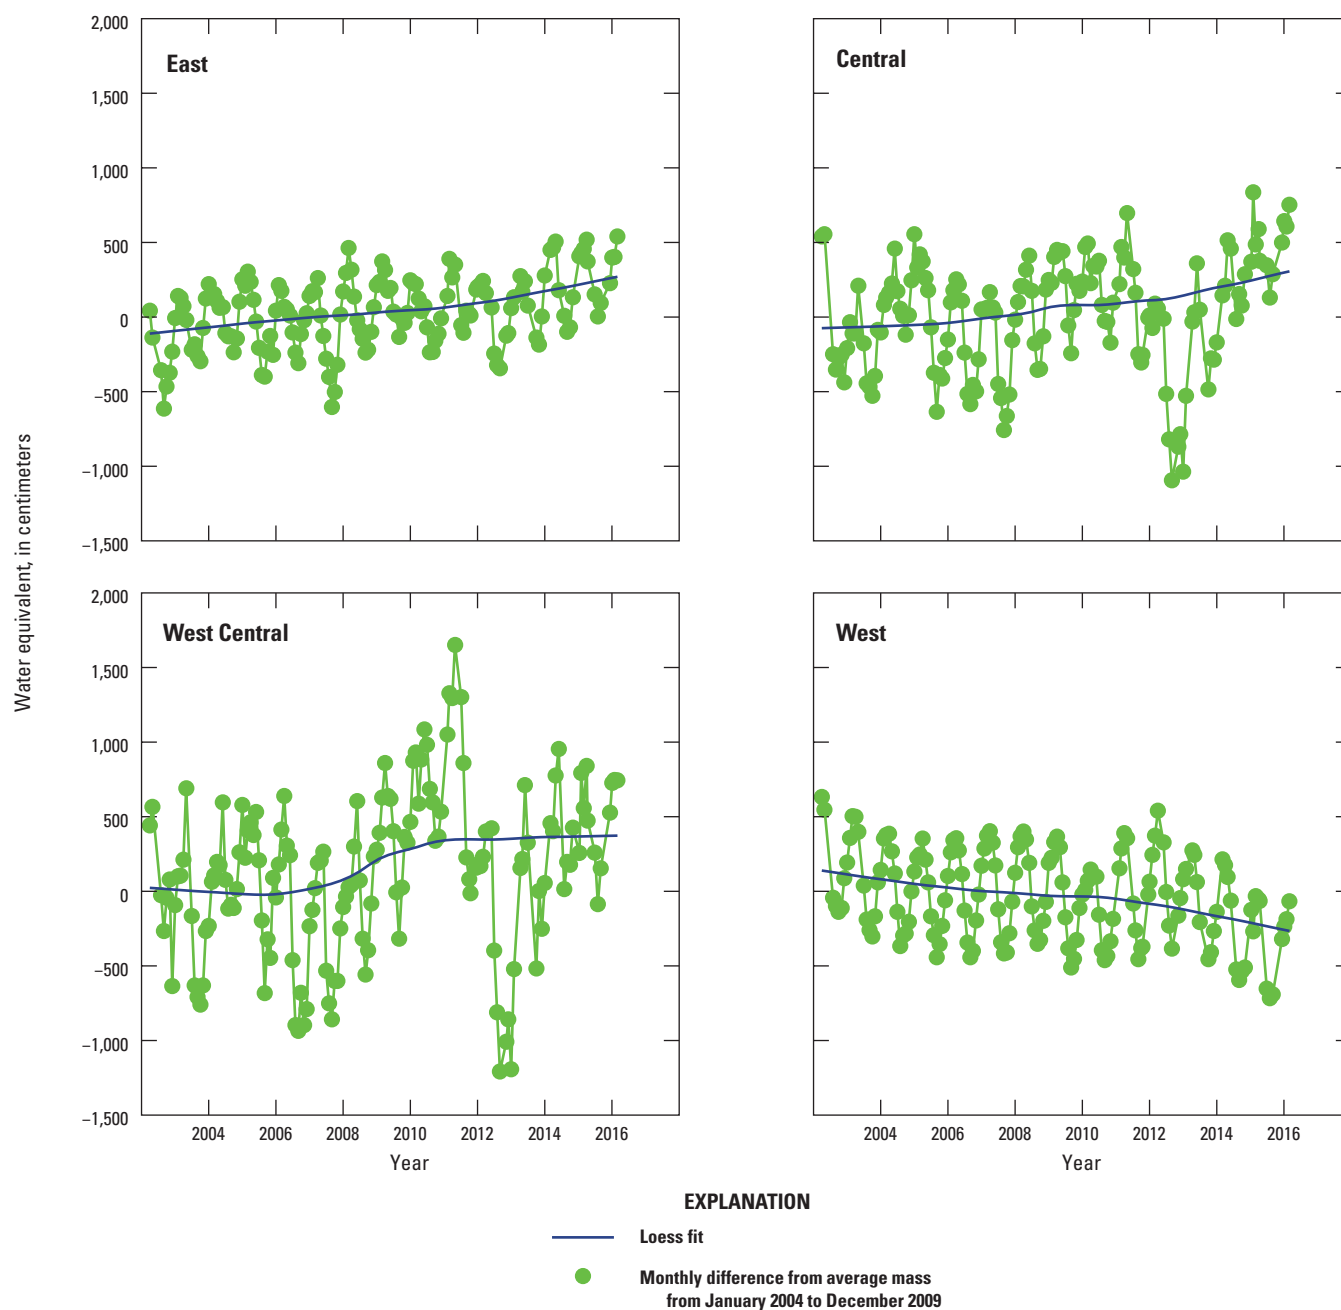 2,000
1,500
1,000
500
0
−500
−1,000
−1,500
East
Central
Water equivalent, in centimeters
2,000
1,500
1,000
500
0
−500
−1,000
−1,500
West Central
West
2004 2006 2008 2010 2012 2014 2016
2004 2006 2008 2010 2012 2014 2016
Year
Year
EXPLANATION
Loess fit
Monthly difference from average mass
from January 2004 to December 2009